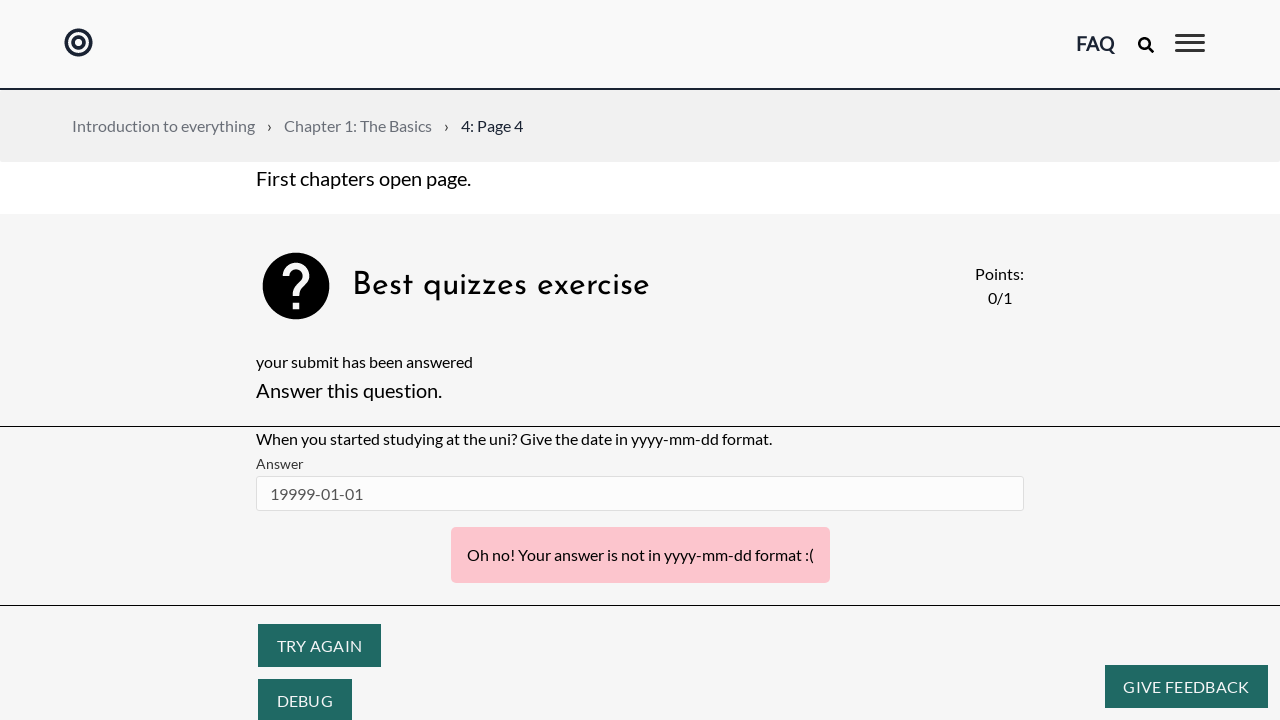 FAQ
Introduction to everything › Chapter 1: The Basics › 4: Page 4
First chapters open page.
Best quizzes exercise
Points:
0/1
your submit has been answered
Answer this question.
When you started studying at the uni? Give the date in yyyy-mm-dd format.
Answer
19999-01-01
Oh no! Your answer is not in yyyy-mm-dd format :(
TRY AGAIN
DEBUG
GIVE FEEDBACK